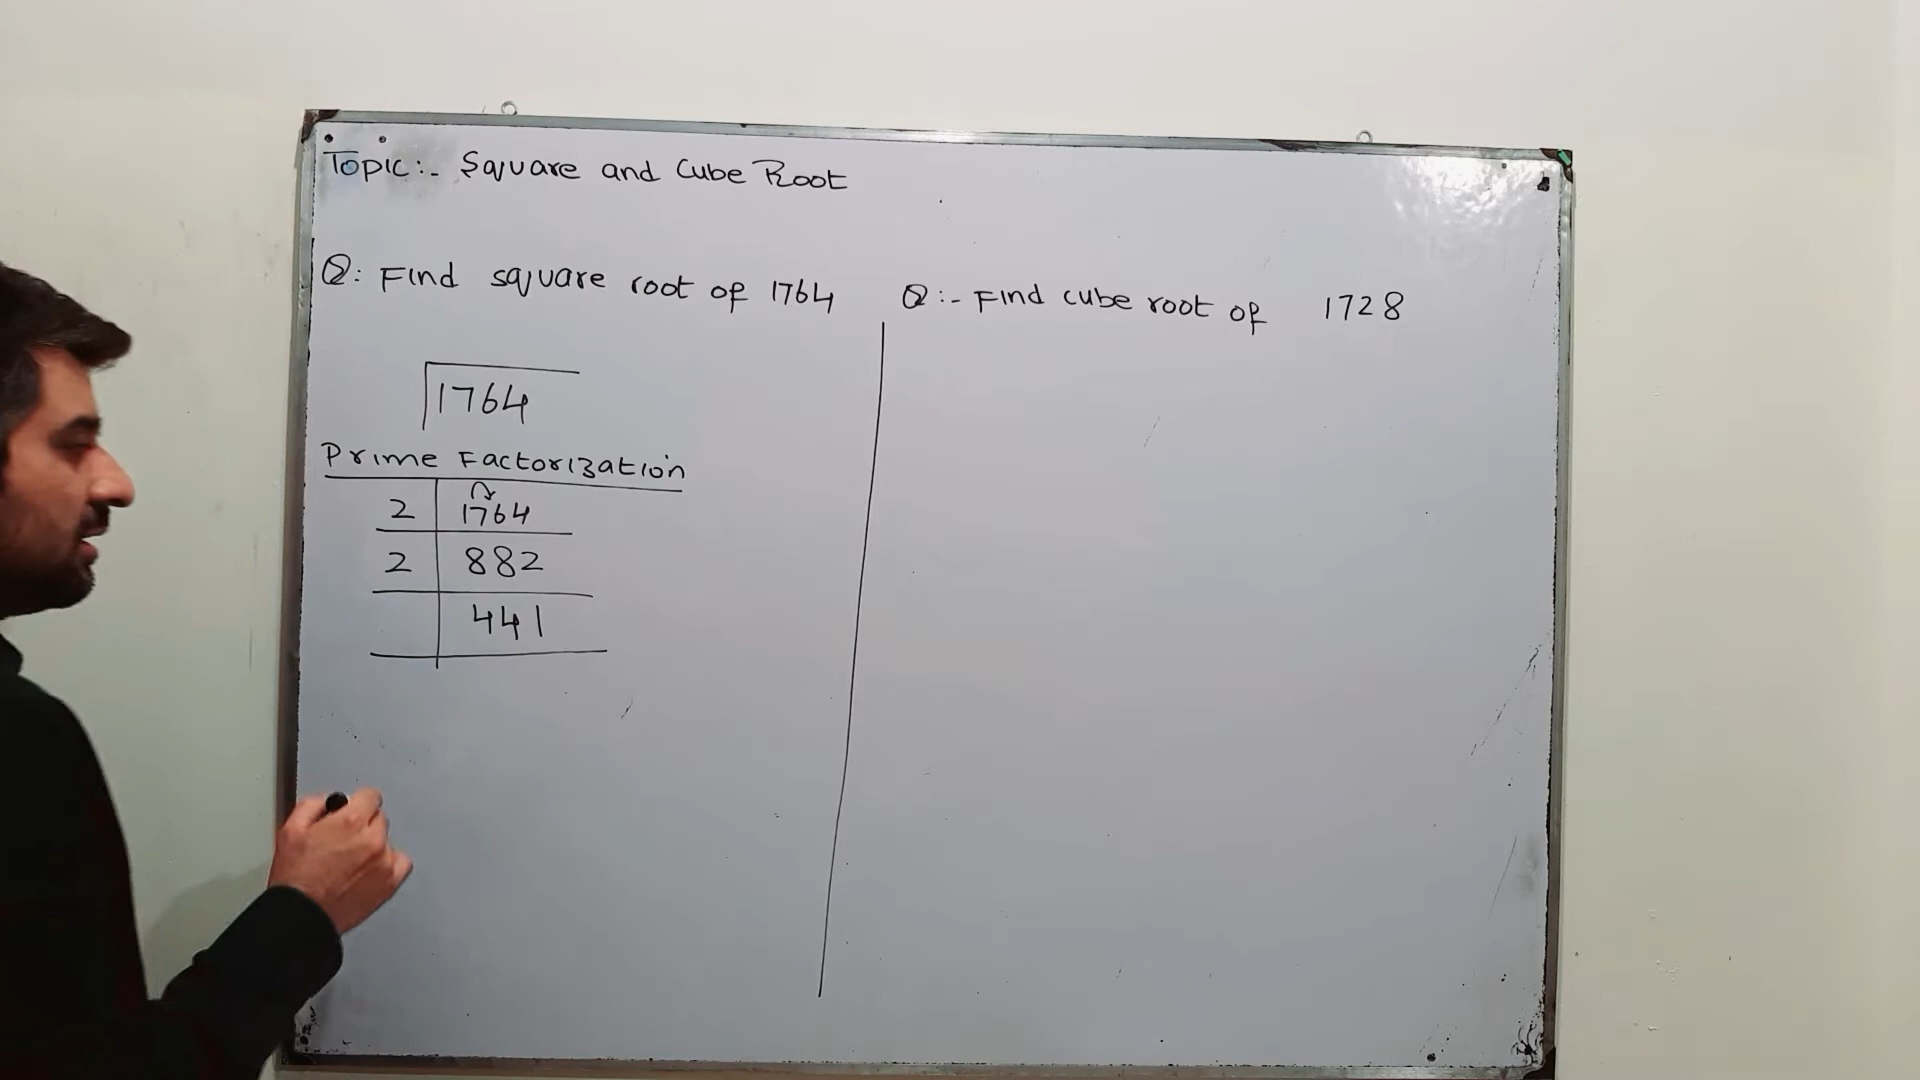 Topic:- Square and Cube Root
Q: Find square root of 1764
1764
Prime Factorization
2 1764
2 882
441
Q:- Find cube root of 1728